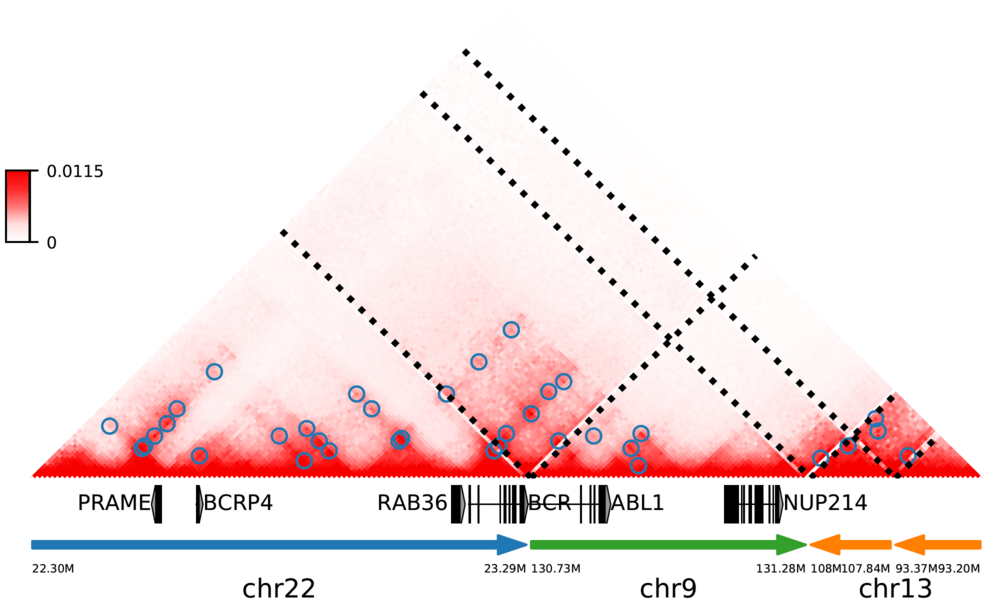 0.0115
0
PRAME BCRP4 RAB36 BCR ABL1 NUP214
22.30M 23.29M 130.73M 131.28M 108M 107.84M 93.37M 93.20M
chr22 chr9 chr13